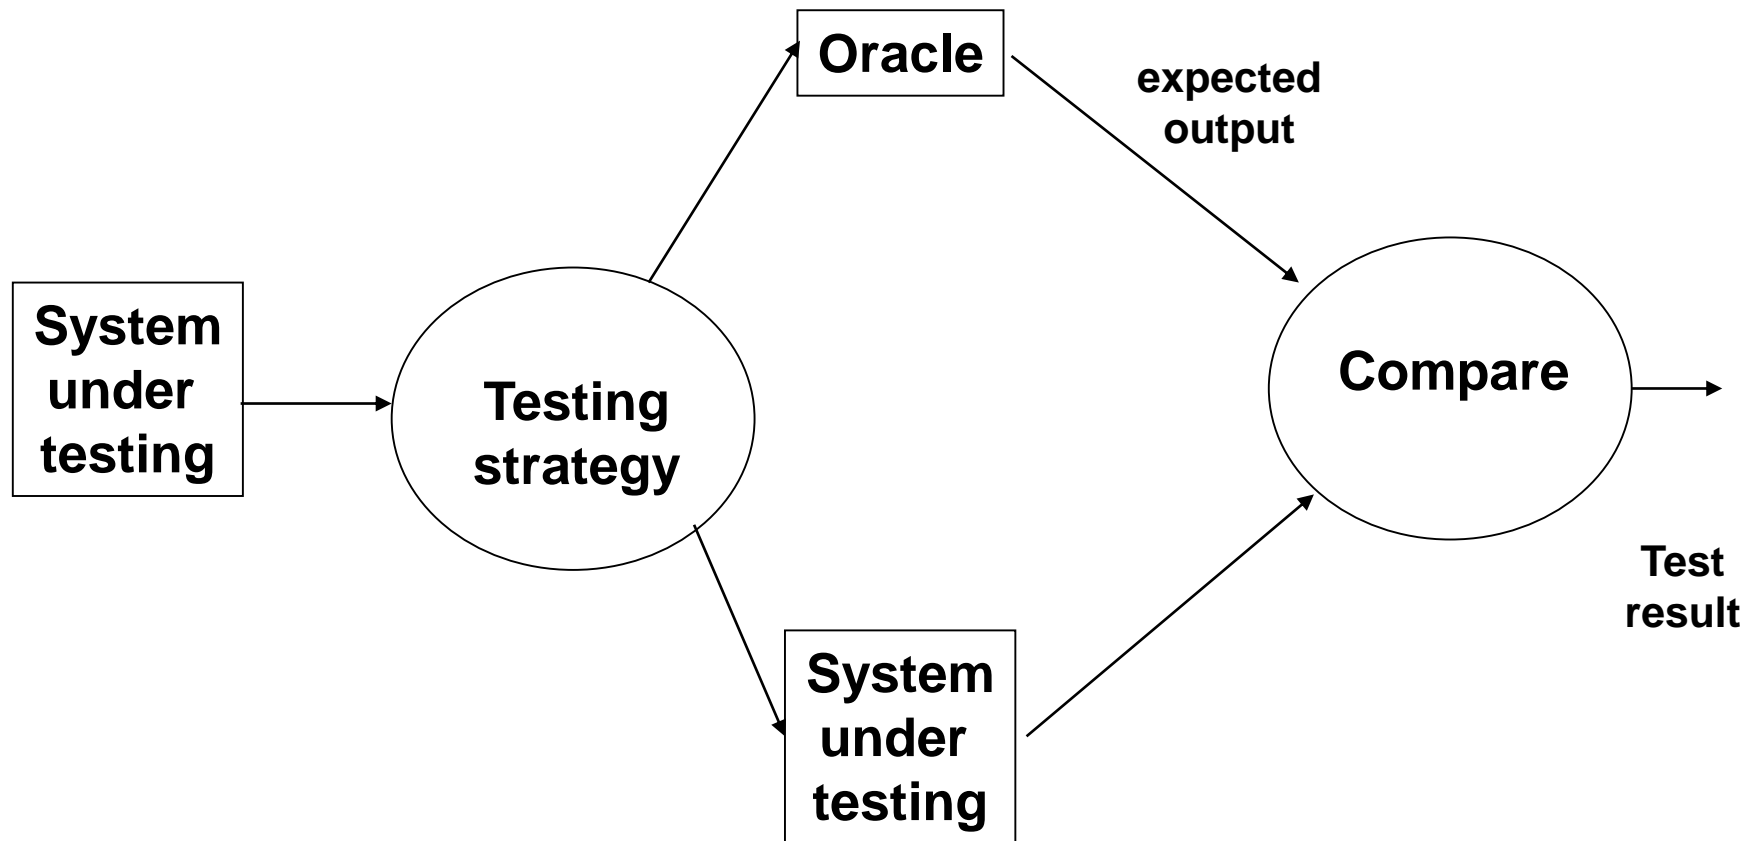 Oracle
expected
output
System
under
testing
Testing
strategy
Compare
Test
result
System
under
testing